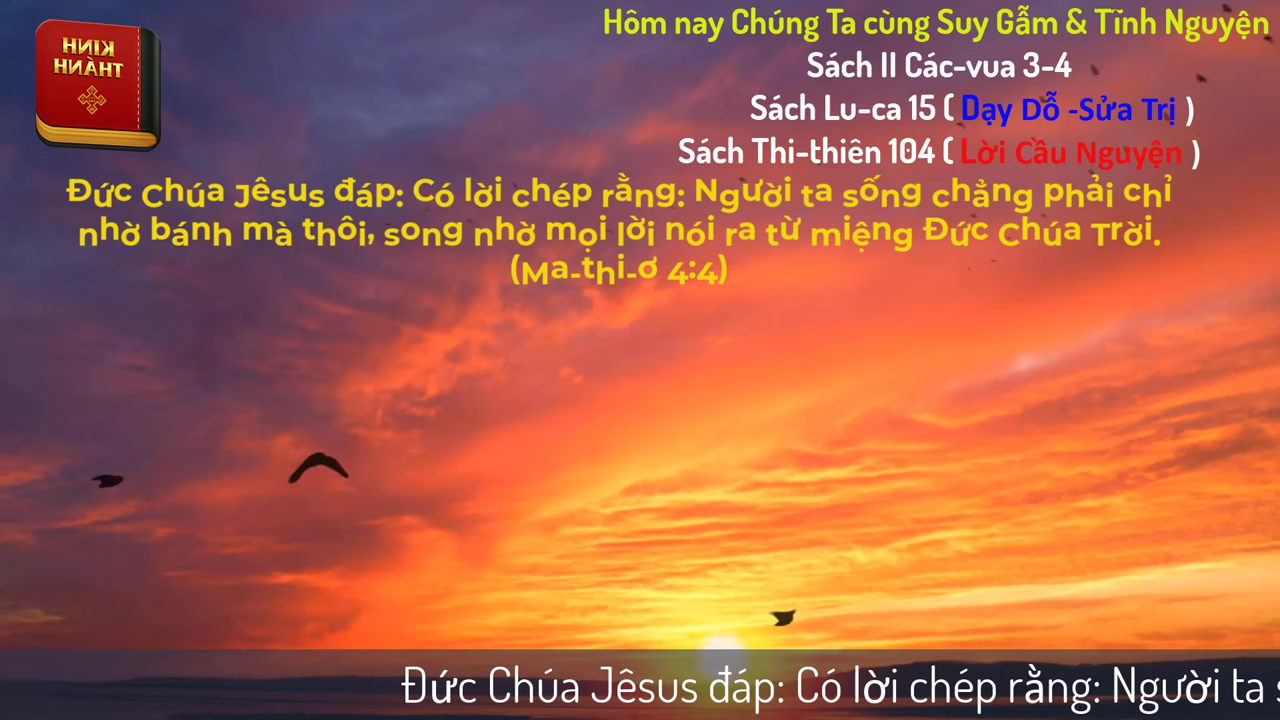 KINH
THÁNH
Hôm nay Chúng Ta cùng Suy Gẫm & Tĩnh Nguyện
Sách II Các-vua 3-4
Sách Lu-ca 15 ( Dạy Dỗ -Sửa Trị )
Sách Thi-thiên 104 ( Lời Cầu Nguyện )
Đức Chúa Jêsus đáp: Có lời chép rằng: Người ta sống chẳng phải chỉ
nhờ bánh mà thôi, song nhờ mọi lời nói ra từ miệng Đức Chúa Trời.
(Ma-thi-ơ 4:4)
Đức Chúa Jêsus đáp: Có lời chép rằng: Người ta